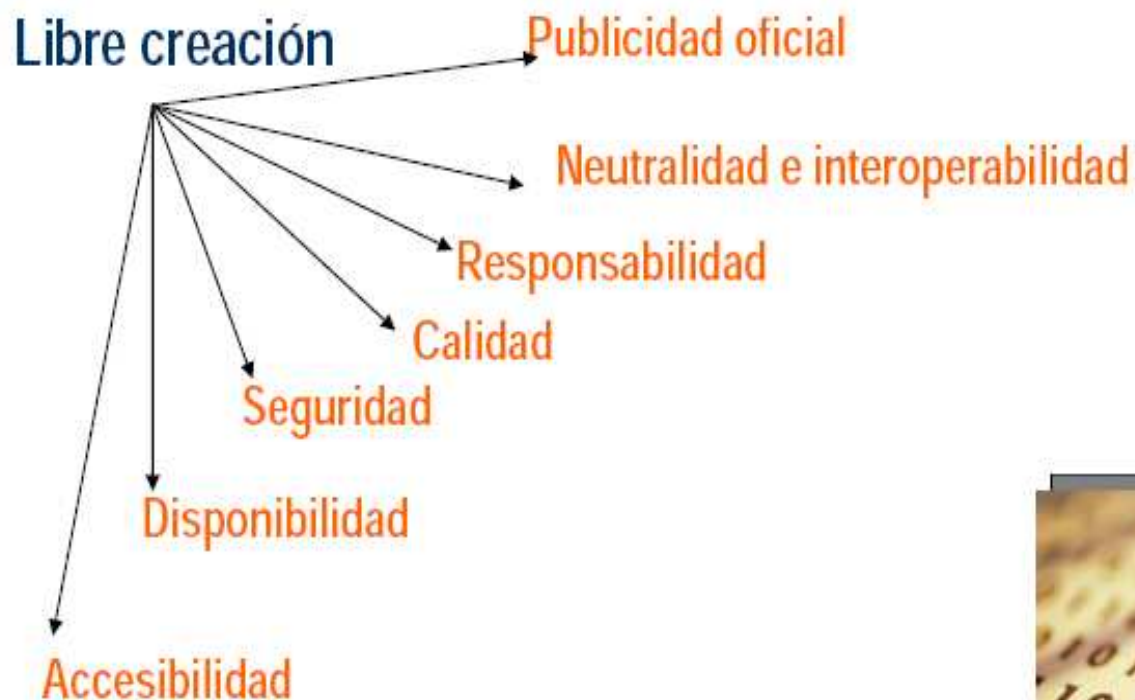 Libre creación
Publicidad oficial
Neutralidad e interoperabilidad
Responsabilidad
Calidad
Seguridad
Disponibilidad
Accesibilidad